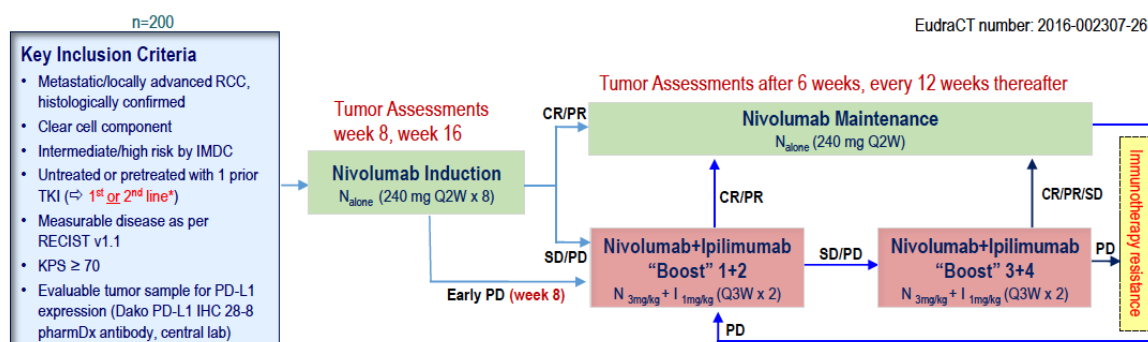 n=200
EudraCT number: 2016-002307-26
Key Inclusion Criteria
• Metastatic/locally advanced RCC,
histologically confirmed
• Clear cell component
• Intermediate/high risk by IMDC
• Untreated or pretreated with 1 prior
TKI (⇨ 1st or 2nd line*)
• Measurable disease as per
RECIST v1.1
• KPS ≥ 70
• Evaluable tumor sample for PD-L1
expression (Dako PD-L1 IHC 28-8
pharmDx antibody, central lab)
Tumor Assessments
week 8, week 16
Nivolumab Induction
N alone (240 mg Q2W x 8)
CR/PR
SD/PD
Early PD (week 8)
Tumor Assessments after 6 weeks, every 12 weeks thereafter
Nivolumab Maintenance
N alone (240 mg Q2W)
CR/PR
CR/PR/SD
Nivolumab+Ipilimumab
"Boost" 1+2
N 3mg/kg + I 1mg/kg (Q3W x 2)
SD/PD
Nivolumab+Ipilimumab
"Boost" 3+4
N 3mg/kg + I 1mg/kg (Q3W x 2)
PD
PD
Immunotherapy resistance